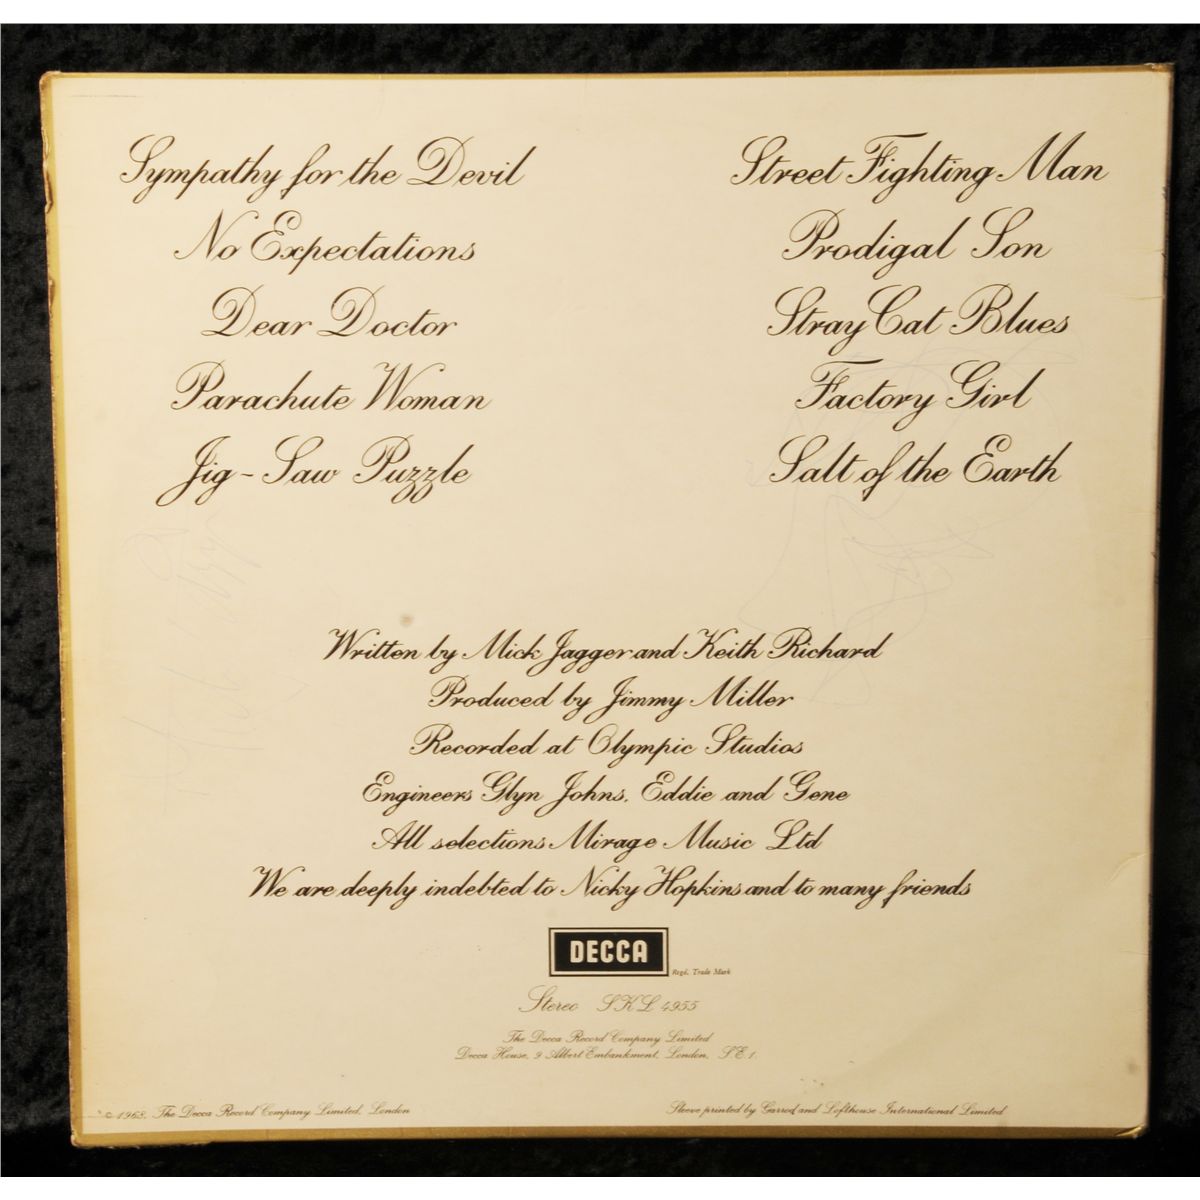 Sympathy for the Devil
No Expectations
Dear Doctor
Parachute Woman
Jig-Saw Puzzle
Street Fighting Man
Prodigal Son
Stray Cat Blues
Factory Girl
Salt of the Earth
Written by Mick Jagger and Keith Richard
Produced by Jimmy Miller
Recorded at Olympic Studios
Engineers Glyn Johns, Eddie and Gene
All selections Mirage Music Ltd
We are deeply indebted to Nicky Hopkins and to many friends
DECCA
Regd. Trade Mark
Stereo SKL 4955
The Decca Record Company Limited
Decca House, 9 Albert Embankment, London, S.E.1.
© 1968, The Decca Record Company Limited, London
Sleeve printed by Garrod and Lofthouse International Limited